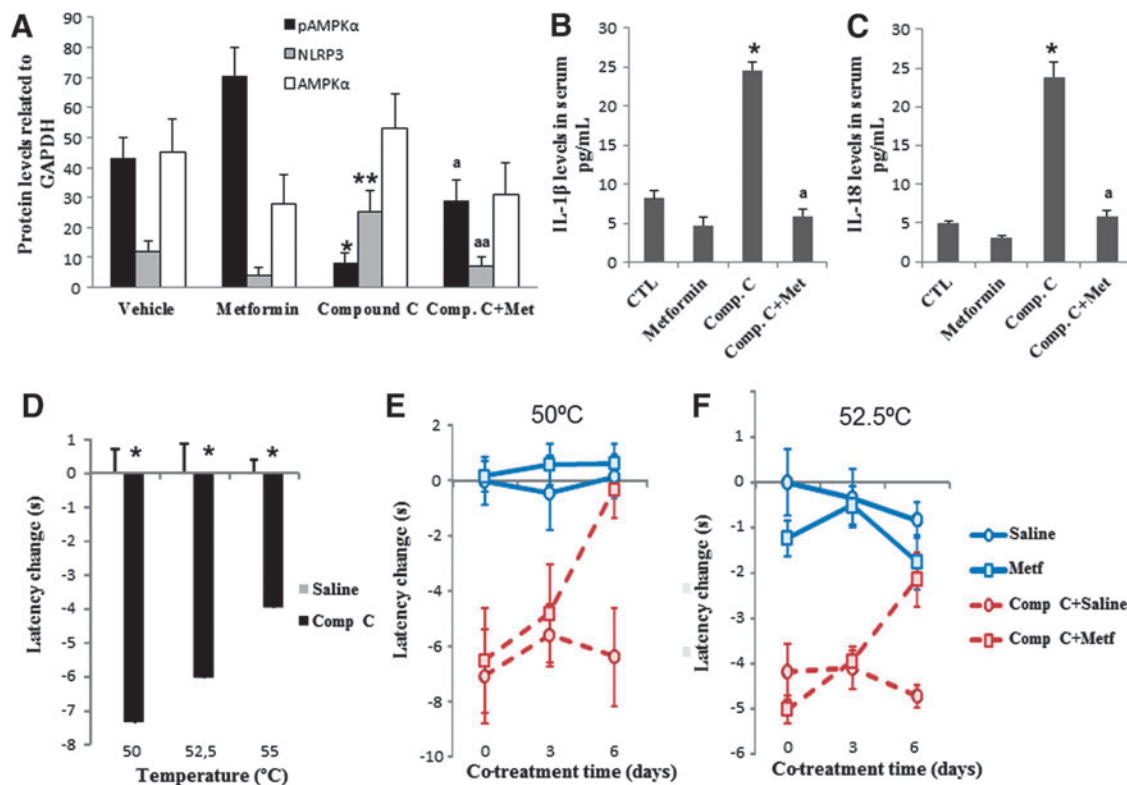 A
Protein levels related to
GAPDH
90
80
70
60
50
40
30
20
10
0
pAMPKα
NLRP3
AMPKα
*
**
a
aa
Vehicle
Metformin
Compound C
Comp. C+Met
B
IL-1β levels in serum
pg/mL
30
25
20
15
10
5
0
*
a
CTL
Metformin
Comp. C
Comp. C+Met
C
IL-18 levels in serum
pg/mL
30
25
20
15
10
5
0
*
a
CTL
Metformin
Comp. C
Comp. C+Met
D
Latency change (s)
1
0
-1
-2
-3
-4
-5
-6
-7
-8
* * *
Saline
Comp C
50 52,5 55
Temperature (°C)
E
50ºC
Latency change (s)
2
0
-2
-4
-6
-8
-10
0 3 6
Co-treatment time (days)
F
52.5ºC
Latency change (s)
1
0
-1
-2
-3
-4
-5
-6
0 3 6
Co-treatment time (days)
Saline
Metf
Comp C+Saline
Comp C+Metf